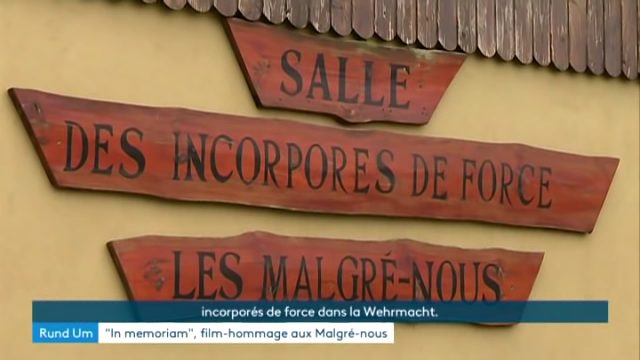 SALLE
DES INCORPORES DE FORCE
LES MALGRÉ-NOUS
incorporés de force dans la Wehrmacht.
Rund Um "In memoriam", film-hommage aux Malgré-nous